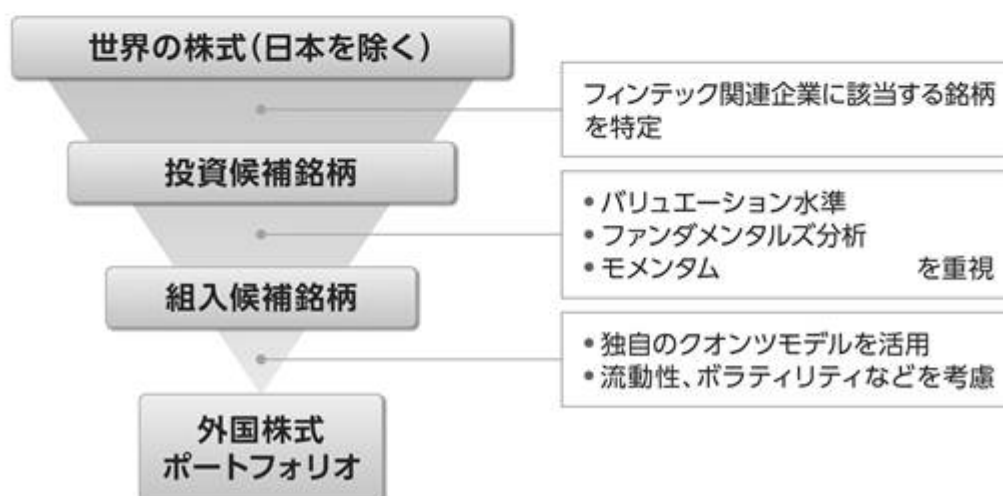 世界の株式(日本を除く)
フィンテック関連企業に該当する銘柄
を特定
投資候補銘柄
•バリュエーション水準
•ファンダメンタルズ分析
•モメンタム を重視
組入候補銘柄
•独自のクオンツモデルを活用
•流動性、ボラティリティなどを考慮
外国株式
ポートフォリオ